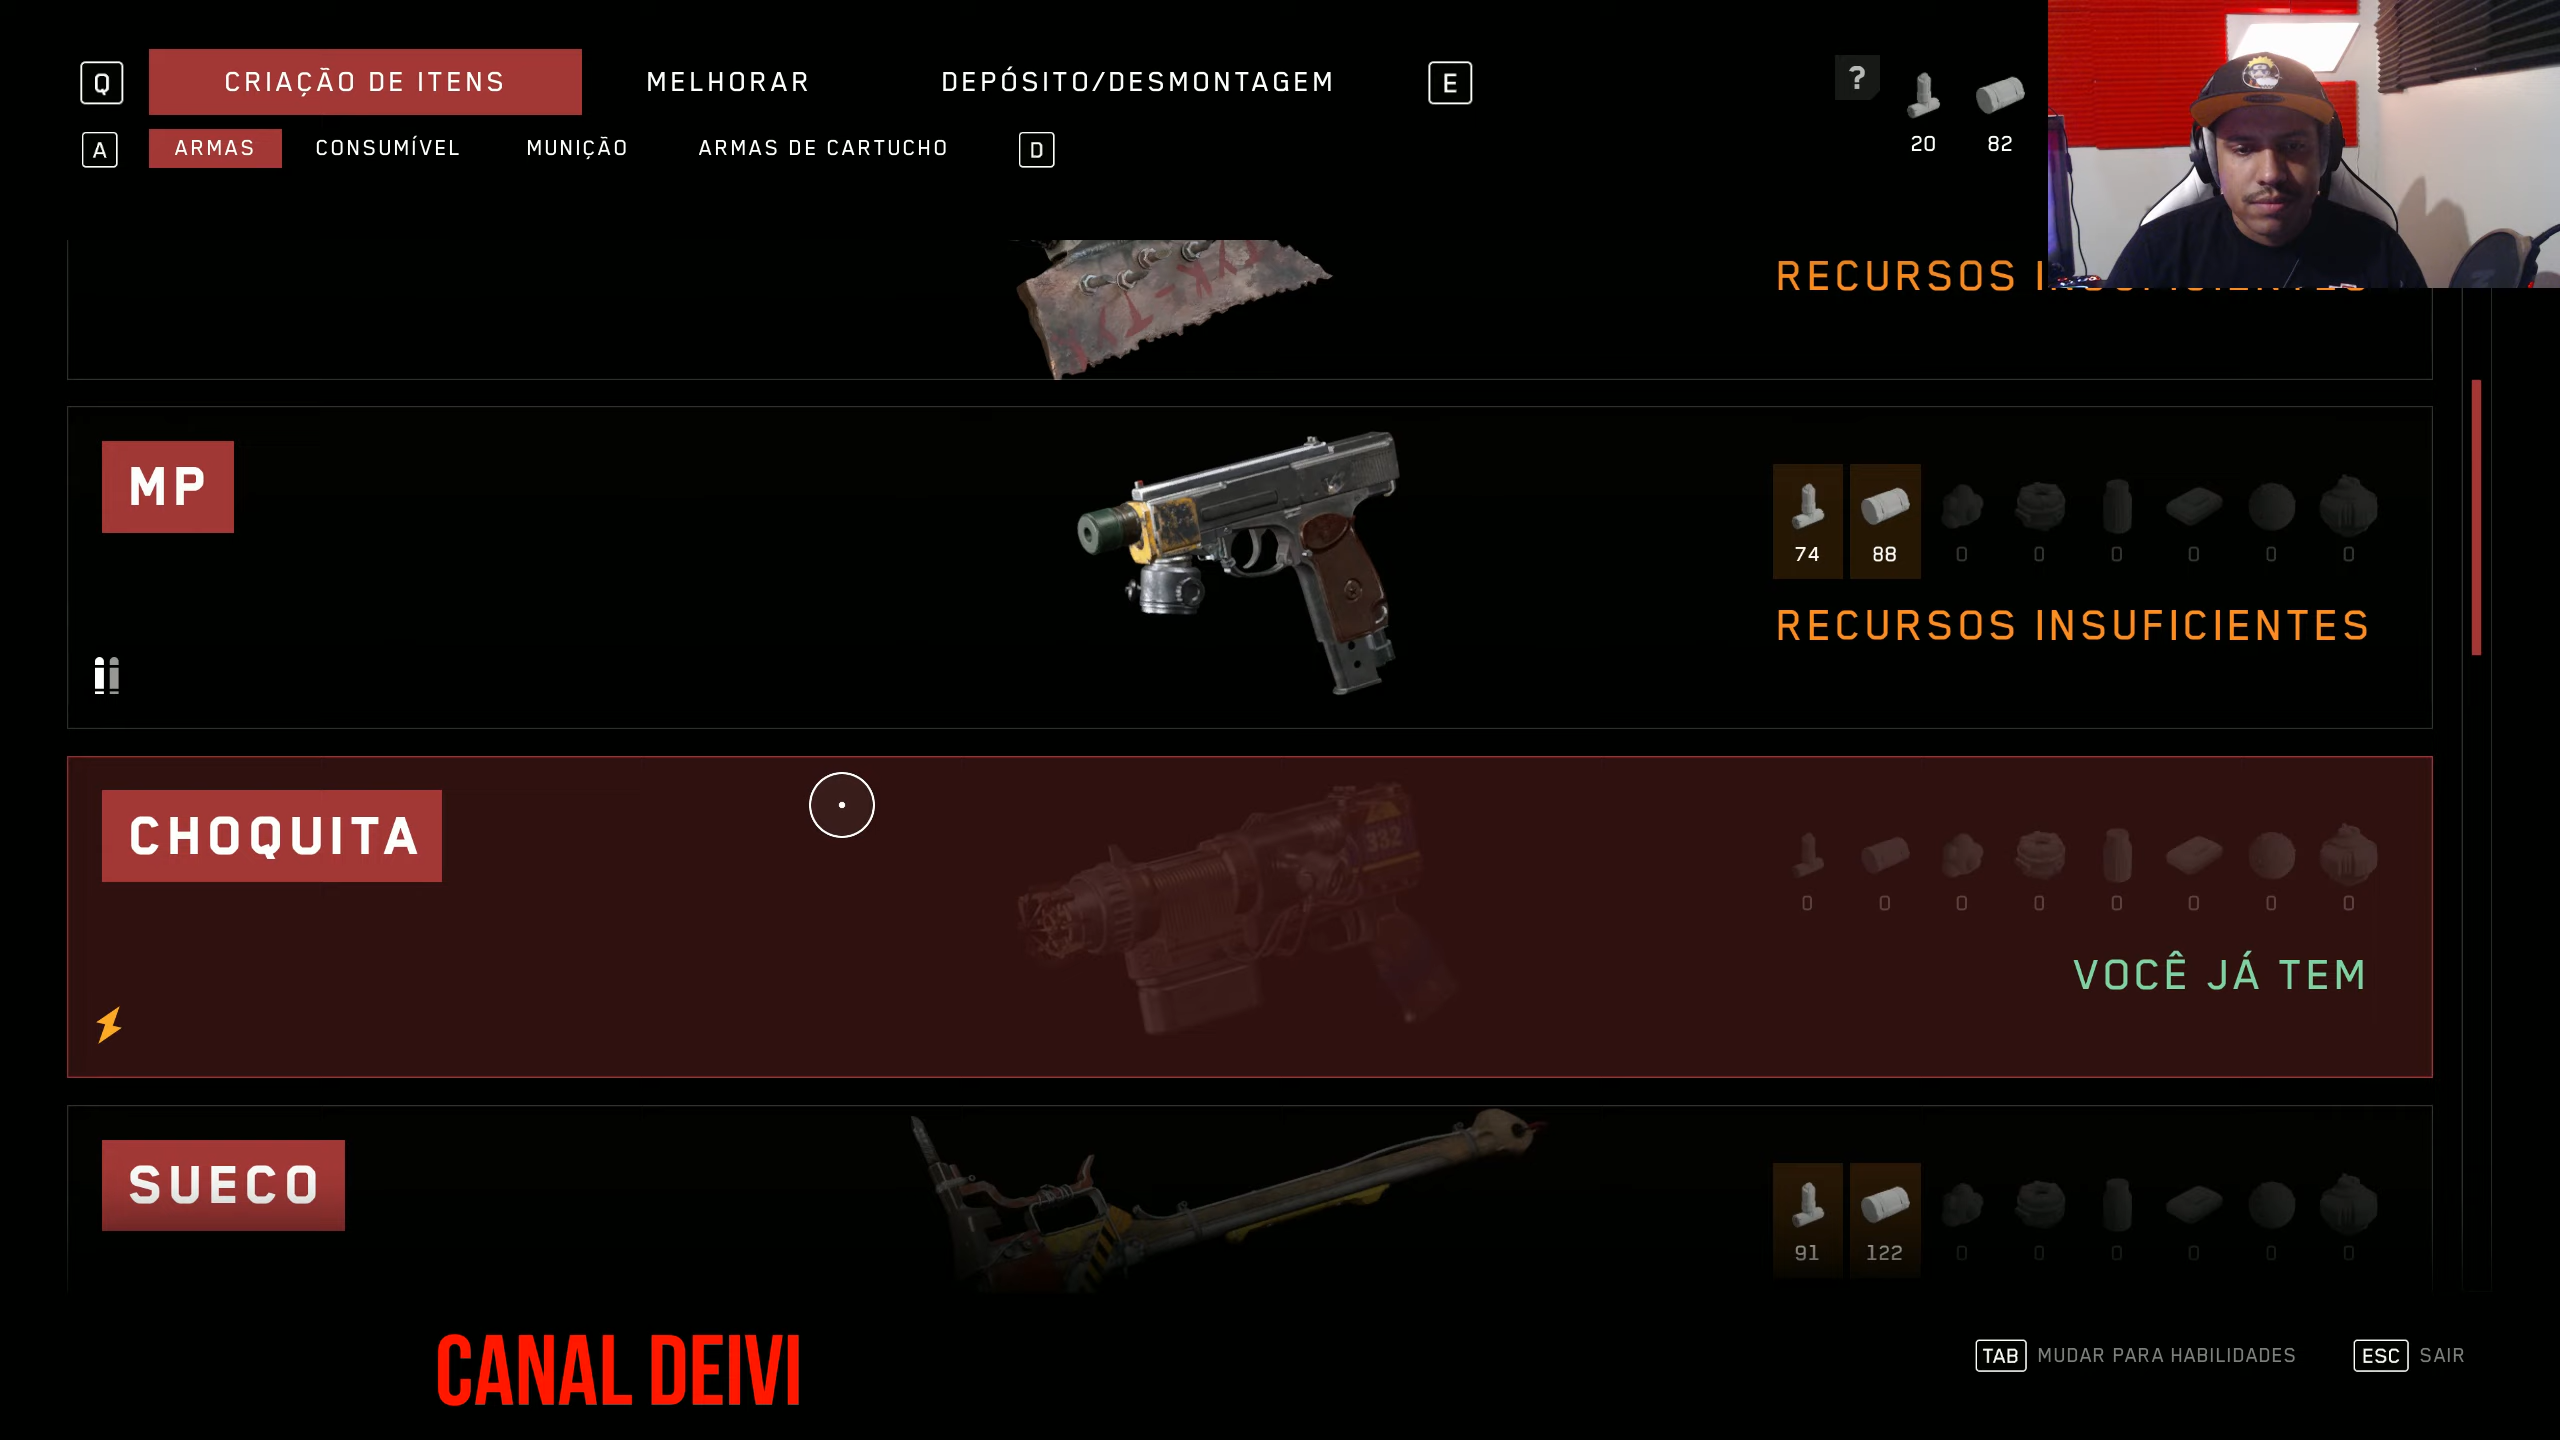 Q CRIAÇÃO DE ITENS MELHORAR DEPÓSITO/DESMONTAGEM E ?
A ARMAS CONSUMÍVEL MUNIÇÃO ARMAS DE CARTUCHO D 20 82
RECURSOS
MP
74 88 0 0 0 0 0 0
RECURSOS INSUFICIENTES
CHOQUITA
332
0 0 0 0 0 0 0 0
VOCÊ JÁ TEM
SUECO
91 122 0 0 0 0 0 0
CANAL DEIVI
TAB MUDAR PARA HABILIDADES ESC SAIR